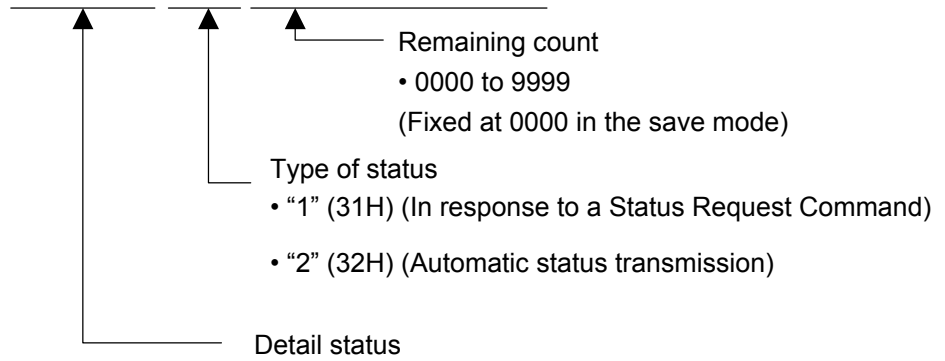 Remaining count
• 0000 to 9999
(Fixed at 0000 in the save mode)
Type of status
• “1” (31H) (In response to a Status Request Command)
• “2” (32H) (Automatic status transmission)
Detail status